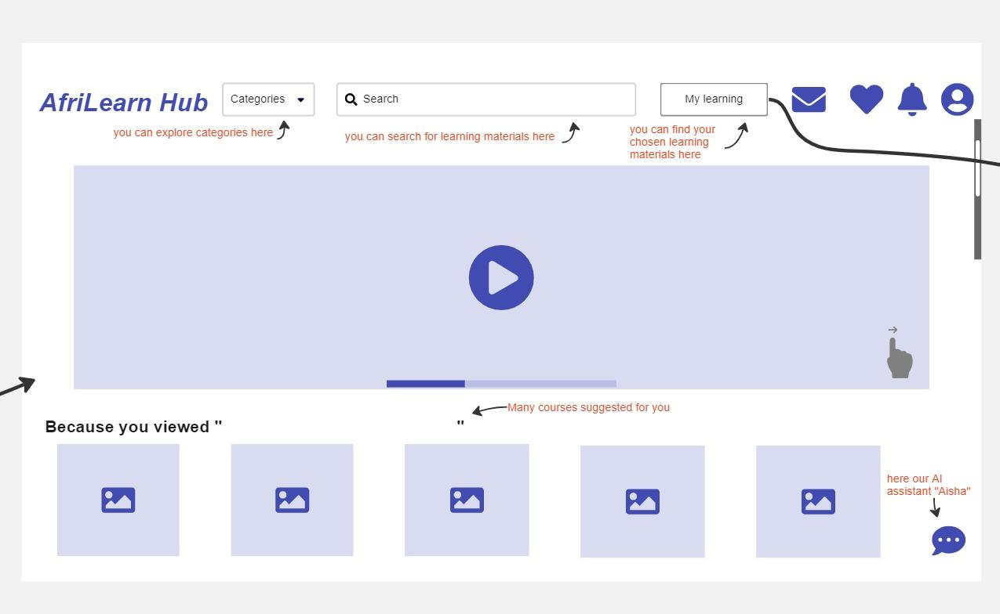 AfriLearn Hub
Categories
Search
My learning
you can explore categories here
you can search for learning materials here
you can find your
chosen learning
materials here
Many courses suggested for you
Because you viewed " "
here our AI
assistant "Aisha"